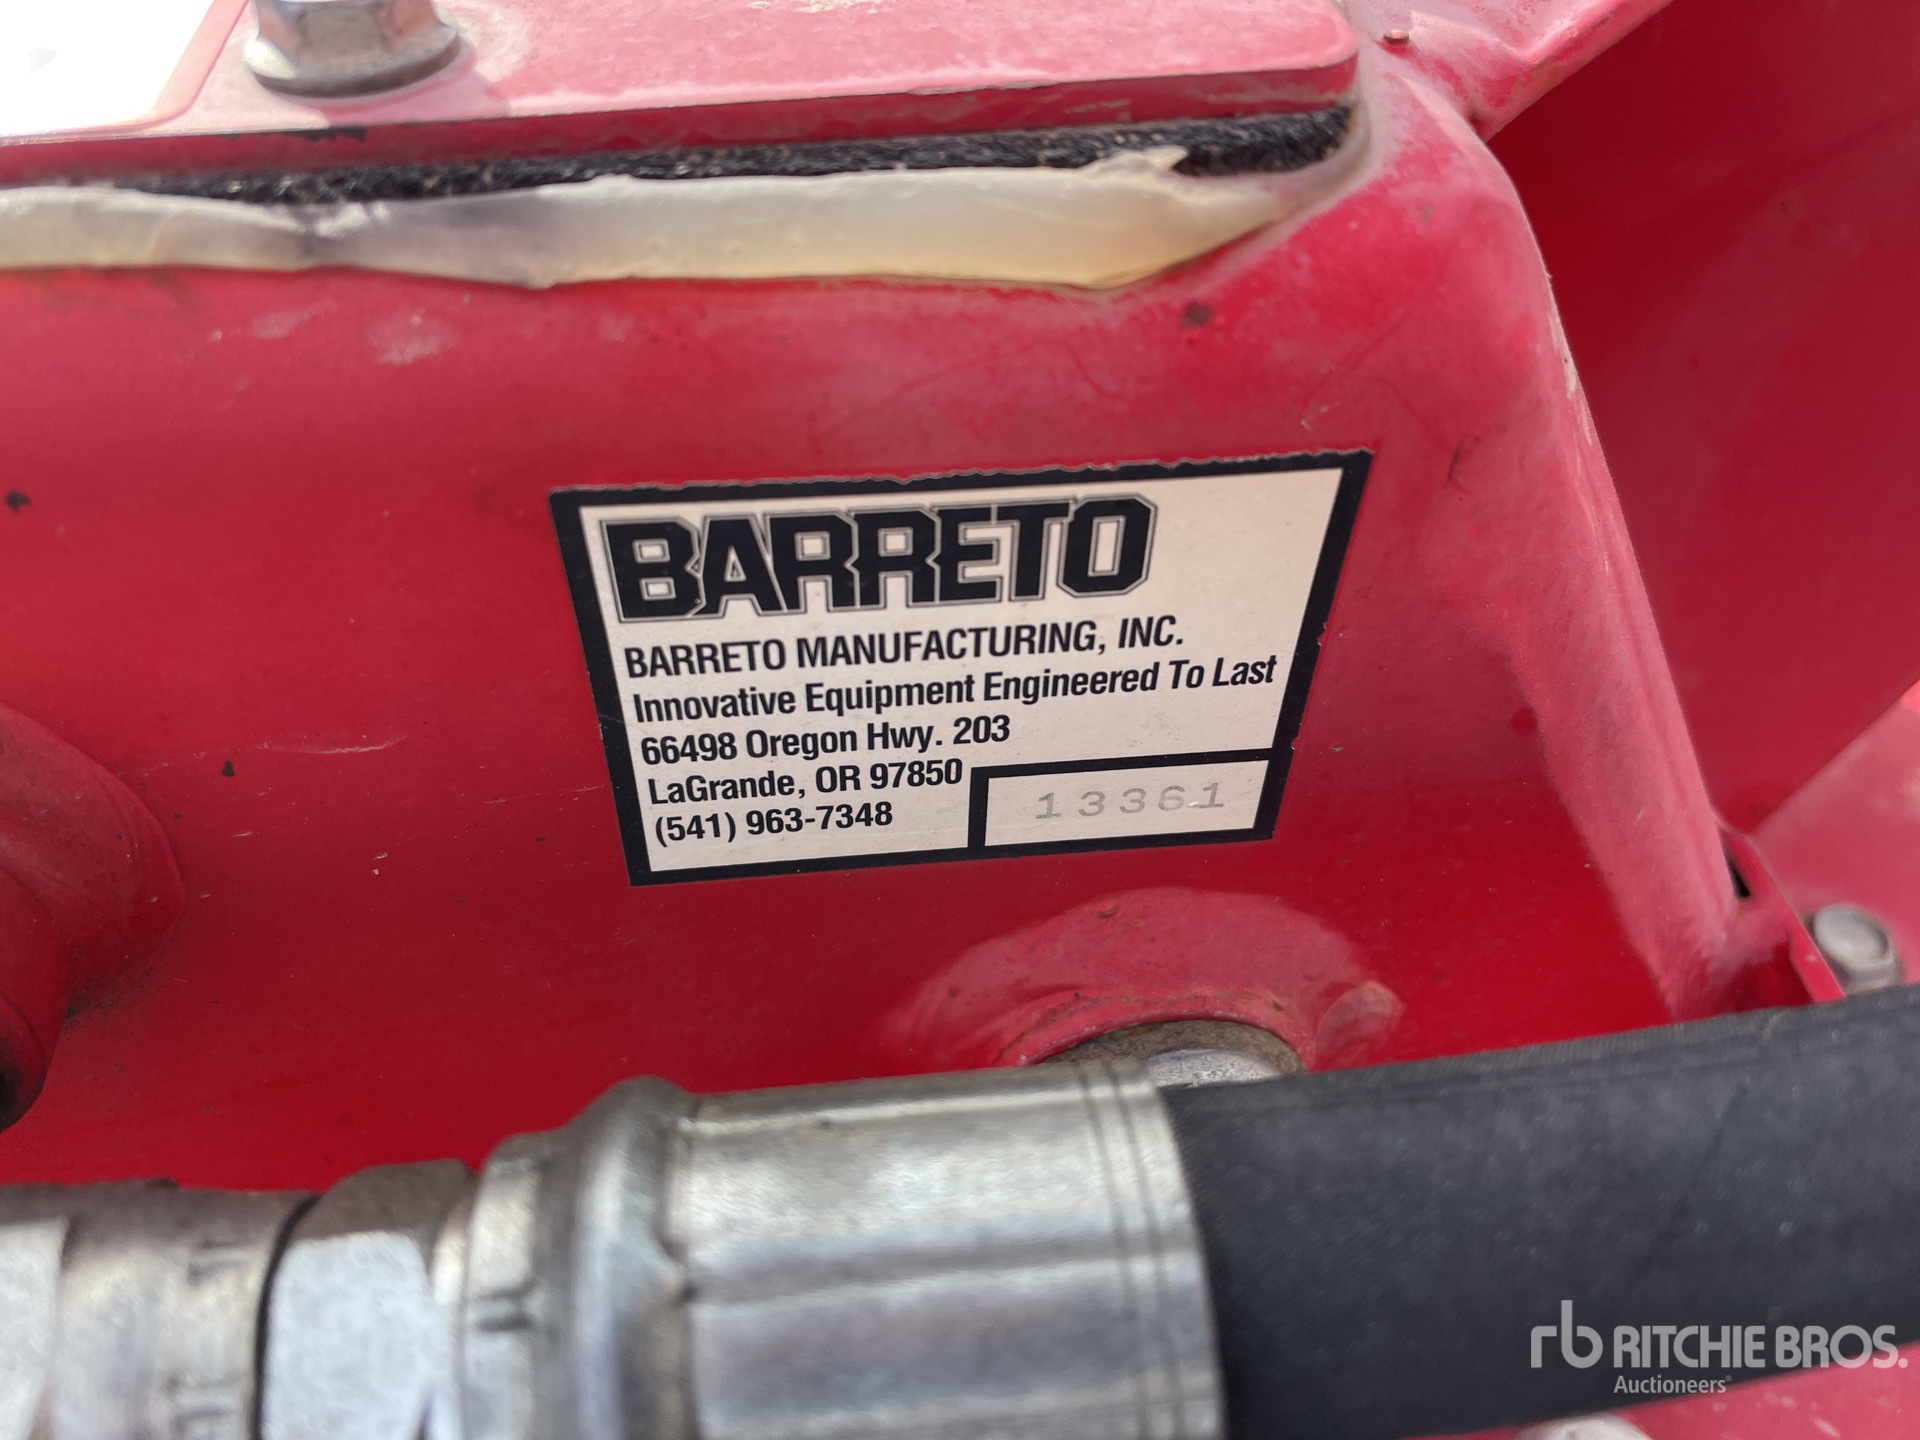 BARRETO
BARRETO MANUFACTURING, INC.
Innovative Equipment Engineered To Last
66498 Oregon Hwy. 203
LaGrande, OR 97850
(541) 963-7348
13361
rb RITCHIE BROS.
Auctioneers®